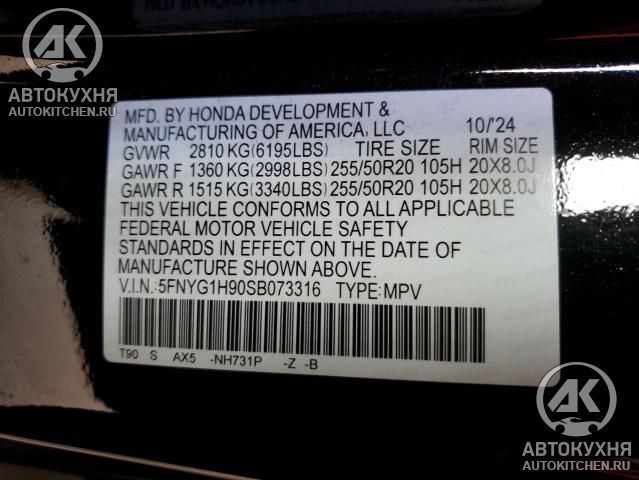 AK
АВТОКУХНЯ
AUTOKITCHEN.RU
MFD. BY HONDA DEVELOPMENT &
MANUFACTURING OF AMERICA, LLC 10/'24
GVWR 2810 KG(6195LBS) TIRE SIZE RIM SIZE
GAWR F 1360 KG(2998LBS) 255/50R20 105H 20X8.0J
GAWR R 1515 KG(3340LBS) 255/50R20 105H 20X8.0J
THIS VEHICLE CONFORMS TO ALL APPLICABLE
FEDERAL MOTOR VEHICLE SAFETY
STANDARDS IN EFFECT ON THE DATE OF
MANUFACTURE SHOWN ABOVE.
V.I.N.:5FNYG1H90SB073316 TYPE:MPV
T90 S AX5 -NH731P -Z -B
AK
АВТОКУХНЯ
AUTOKITCHEN.RU